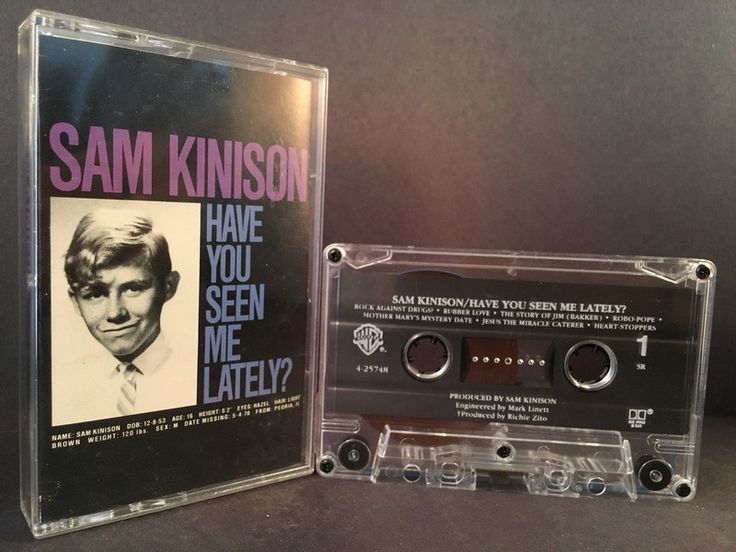 SAM KINISON
HAVE
YOU
SEEN
ME
LATELY?
NAME: SAM KINISON DOB: 12-8-53 AGE: 16 HEIGHT: 5'2" EYES: HAZEL HAIR: LIGHT
BROWN WEIGHT: 120 lbs. SEX: M DATE MISSING: 5-4-70 FROM: PEORIA, IL
SAM KINISON/HAVE YOU SEEN ME LATELY?
ROCK AGAINST DRUGS? • RUBBER LOVE • THE STORY OF JIM (BAKKER) • ROBO-POPE •
MOTHER MARY'S MYSTERY DATE • JESUS THE MIRACLE CATERER • HEART-STOPPERS
4-25748
1
SR
PRODUCED BY SAM KINISON
Engineered by Mark Linett
†Produced by Richie Zito